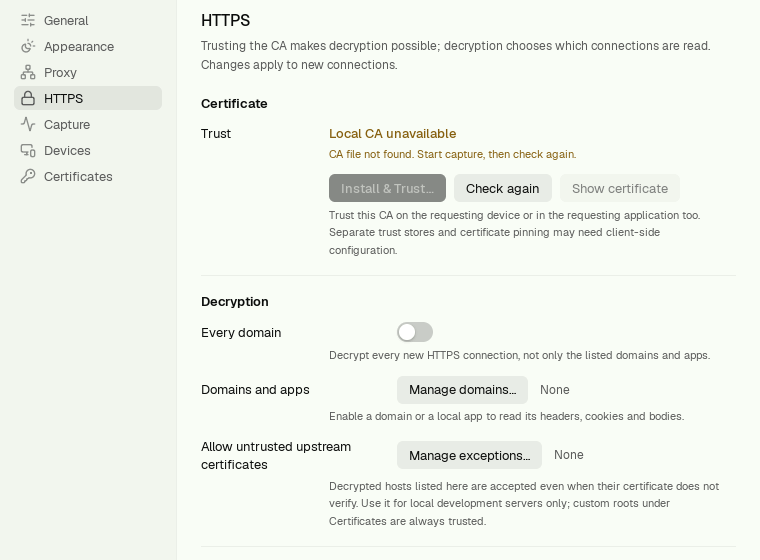 General
Appearance
Proxy
HTTPS
Capture
Devices
Certificates
HTTPS
Trusting the CA makes decryption possible; decryption chooses which connections are read.
Changes apply to new connections.
Certificate
Trust
Local CA unavailable
CA file not found. Start capture, then check again.
Install & Trust... Check again Show certificate
Trust this CA on the requesting device or in the requesting application too.
Separate trust stores and certificate pinning may need client-side
configuration.
Decryption
Every domain
Decrypt every new HTTPS connection, not only the listed domains and apps.
Domains and apps Manage domains... None
Enable a domain or a local app to read its headers, cookies and bodies.
Allow untrusted upstream
certificates
Manage exceptions... None
Decrypted hosts listed here are accepted even when their certificate does not
verify. Use it for local development servers only; custom roots under
Certificates are always trusted.